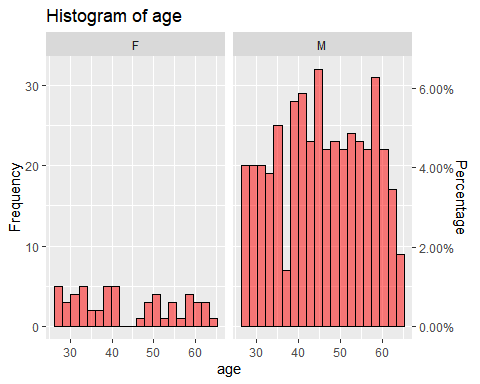 Histogram of age
F
M
30
20
10
0
Frequency
6.00%
4.00%
2.00%
0.00%
Percentage
30 40 50 60
30 40 50 60
age